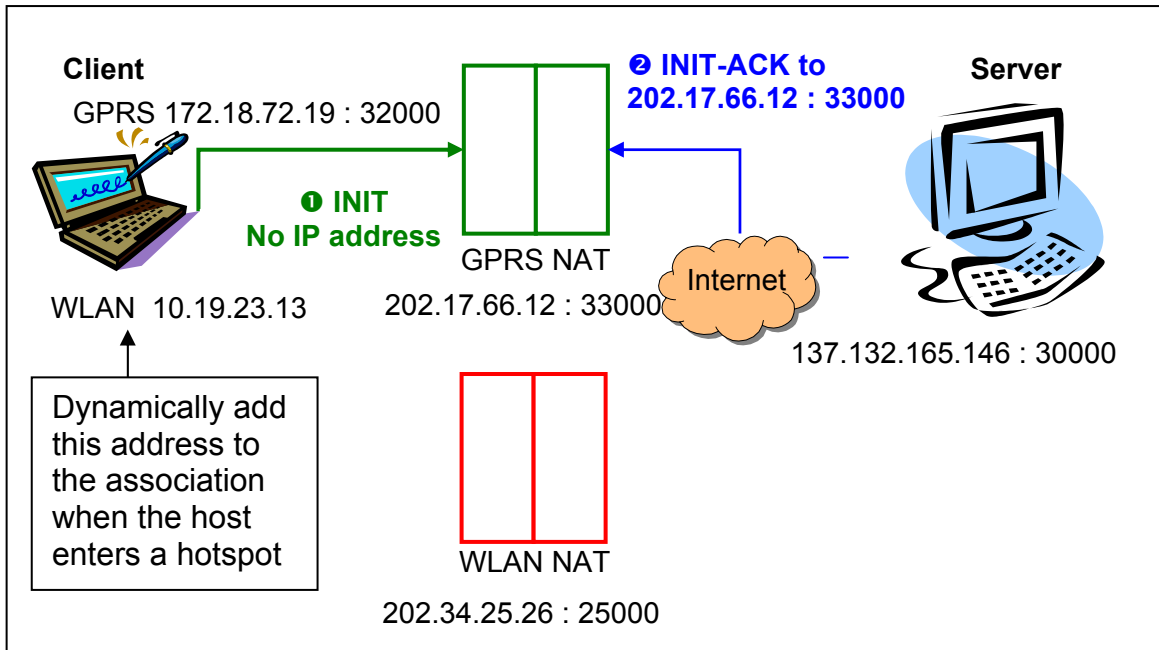 Client
GPRS 172.18.72.19 : 32000
❶ INIT
No IP address
WLAN 10.19.23.13
Dynamically add
this address to
the association
when the host
enters a hotspot
GPRS NAT
202.17.66.12 : 33000
❷ INIT-ACK to
202.17.66.12 : 33000
Internet
Server
137.132.165.146 : 30000
WLAN NAT
202.34.25.26 : 25000